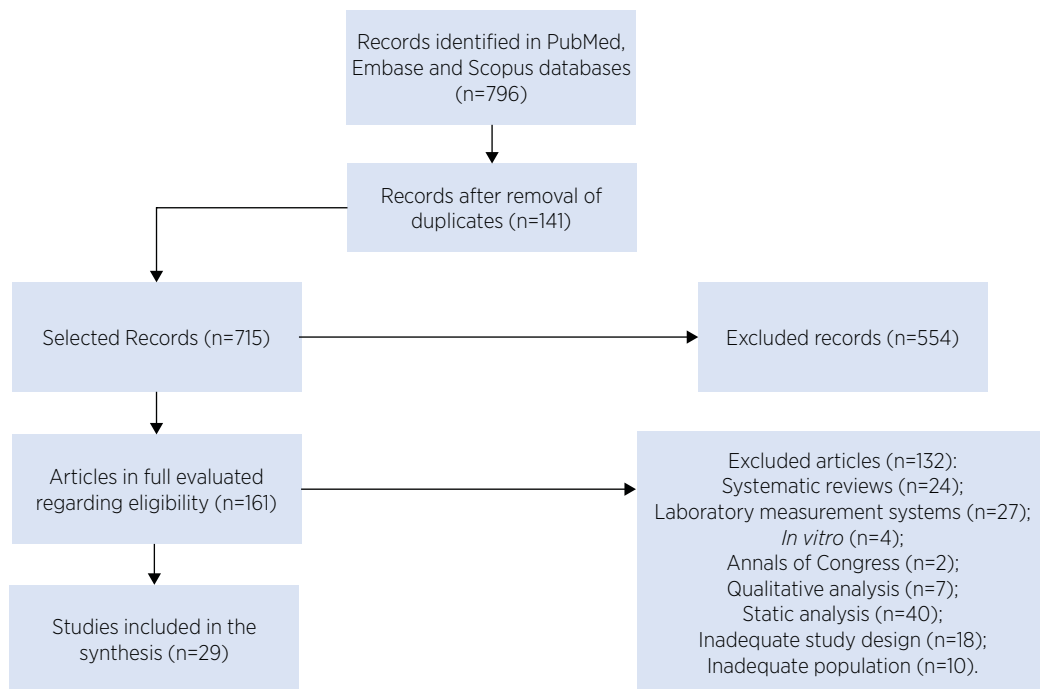 Records identified in PubMed,
Embase and Scopus databases
(n=796)
Records after removal of
duplicates (n=141)
Selected Records (n=715)
Excluded records (n=554)
Articles in full evaluated
regarding eligibility (n=161)
Excluded articles (n=132):
Systematic reviews (n=24);
Laboratory measurement systems (n=27);
In vitro (n=4);
Annals of Congress (n=2);
Qualitative analysis (n=7);
Static analysis (n=40);
Inadequate study design (n=18);
Inadequate population (n=10).
Studies included in the
synthesis (n=29)